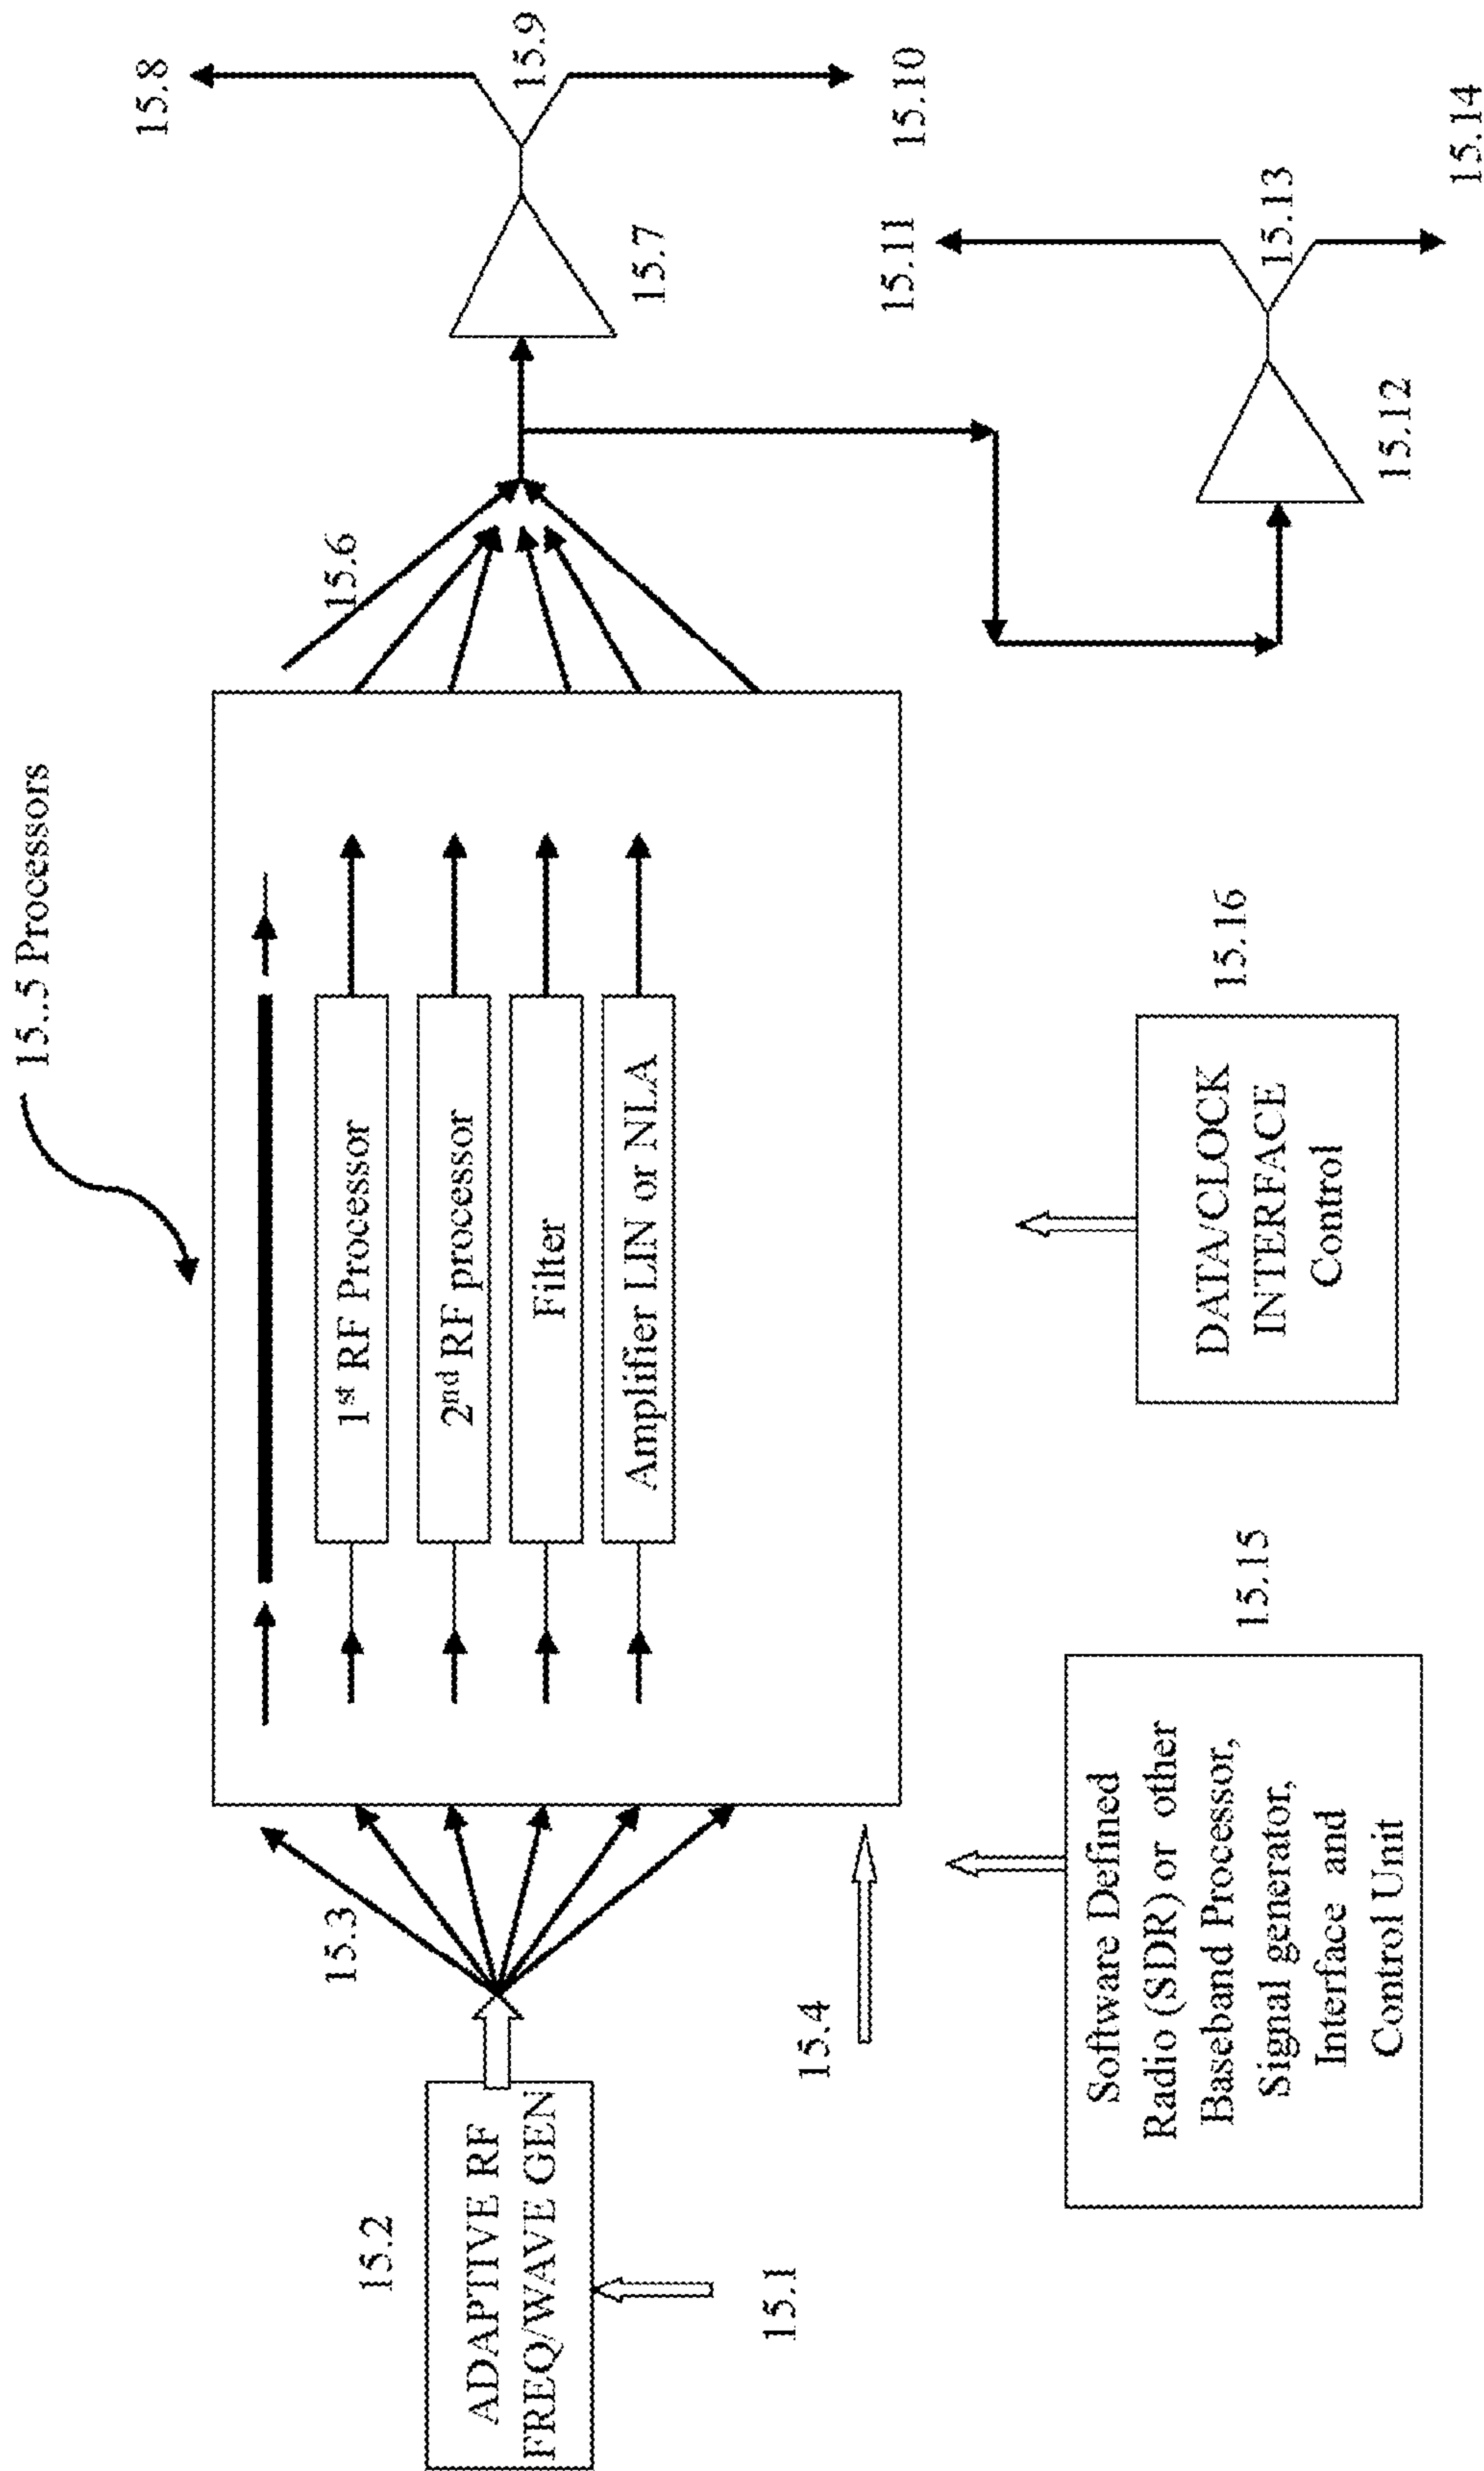 15..5 Processors
15.2
ADAPTIVE RF
FREQ/WAVE GEN
15.1
15.3
15.4
1st RF Processor
2nd RF processor
Filter
Amplifier LIN or NLA
15.6
15.7
15.8
15.9
15.10
15.11
15.12
15.13
15.14
Software Defined
Radio (SDR) or other
Baseband Processor,
Signal generator,
Interface and
Control Unit
15.15
DATA/CLOCK
INTERFACE
Control
15.16